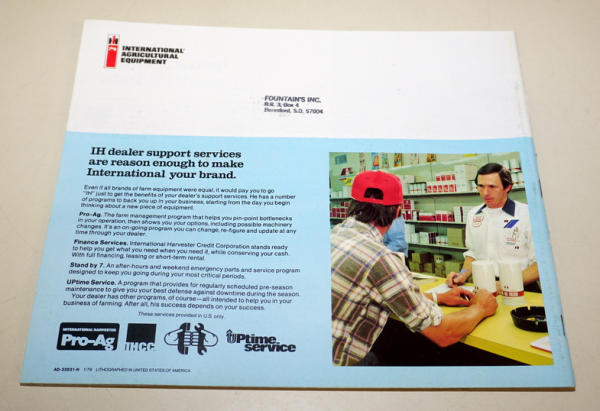 INTERNATIONAL
AGRICULTURAL
EQUIPMENT
FOUNTAIN'S INC.
R.R. 3, Box 4
Beresford, S.D. 57004
IH dealer support services
are reason enough to make
International your brand.
Even if all brands of farm equipment were equal, it would pay you to go
"IH" just to get the benefits of your dealer's support services. He has a number
of programs to back you up in your business, starting from the day you begin
thinking about a new piece of equipment.
Pro-Ag. The farm management program that helps you pin-point bottlenecks
in your operation, then shows you your options, including possible machinery
changes. It's an on-going program you can change, re-figure and update at any
time through your dealer.
Finance Services. International Harvester Credit Corporation stands ready
to help you get what you need when you need it, while conserving your cash.
With full financing, leasing or short-term rental.
Stand by 7. An after-hours and weekend emergency parts and service program
designed to keep you going during your most critical periods.
UPtime Service. A program that provides for regularly scheduled pre-season
maintenance to give you your best defense against downtime during the season.
Your dealer has other programs, of course—all intended to help you in your
business of farming. After all, his success depends on your success.
These services provided in U.S. only.
INTERNATIONAL HARVESTER
Pro-Ag
IHCC
UPtime
service
1/79 LITHOGRAPHED IN UNITED STATES OF AMERICA